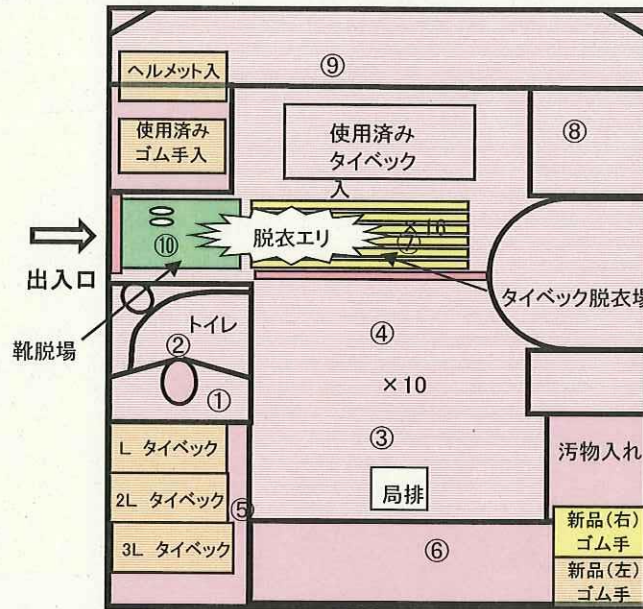 ⑨
ヘルメット入
使用済み
ゴム手入
使用済み
タイベック
入
⑧
⑩
脱衣エリ
×16
⑦
出入口
靴脱場
タイベック脱衣場
トイレ
②
①
④
×10
③
局排
L タイベック
2L タイベック
3L タイベック
⑤
⑥
汚物入れ
新品(右)
ゴム手
新品(左)
ゴム手